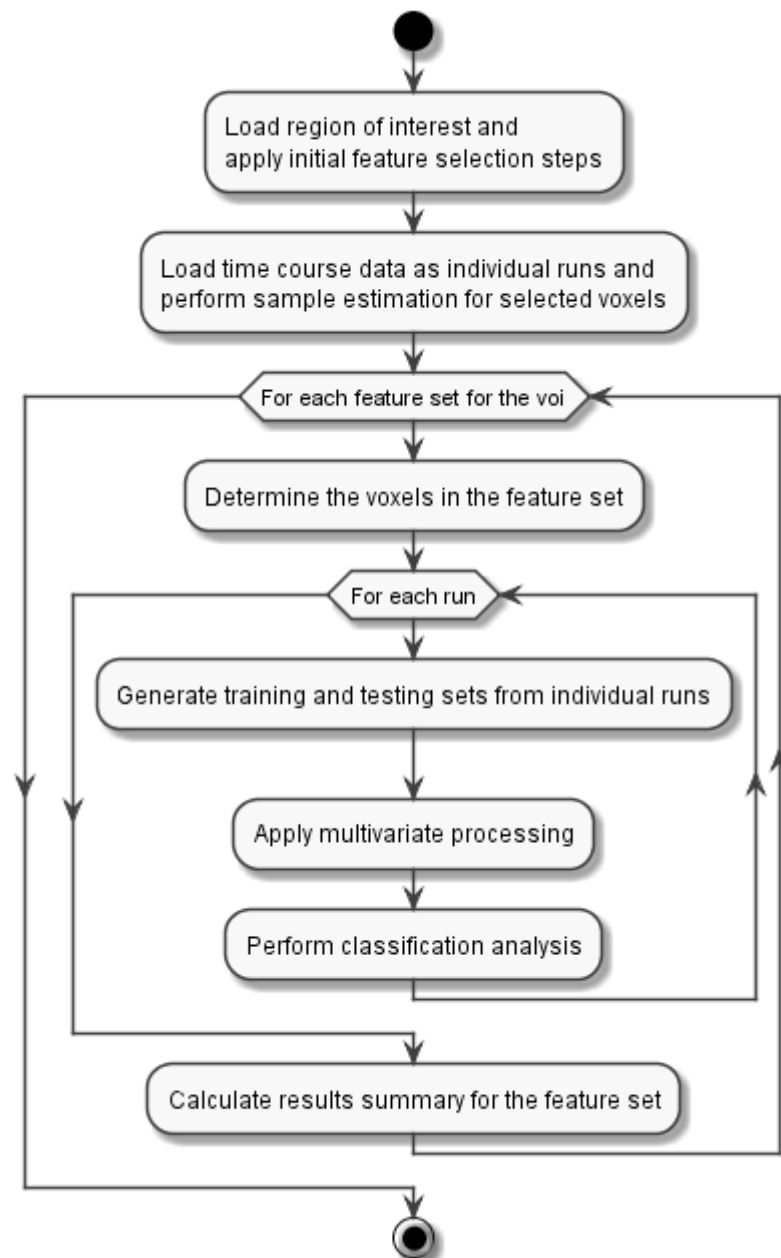 Load region of interest and
apply initial feature selection steps
Load time course data as individual runs and
perform sample estimation for selected voxels
For each feature set for the voi
Determine the voxels in the feature set
For each run
Generate training and testing sets from individual runs
Apply multivariate processing
Perform classification analysis
Calculate results summary for the feature set